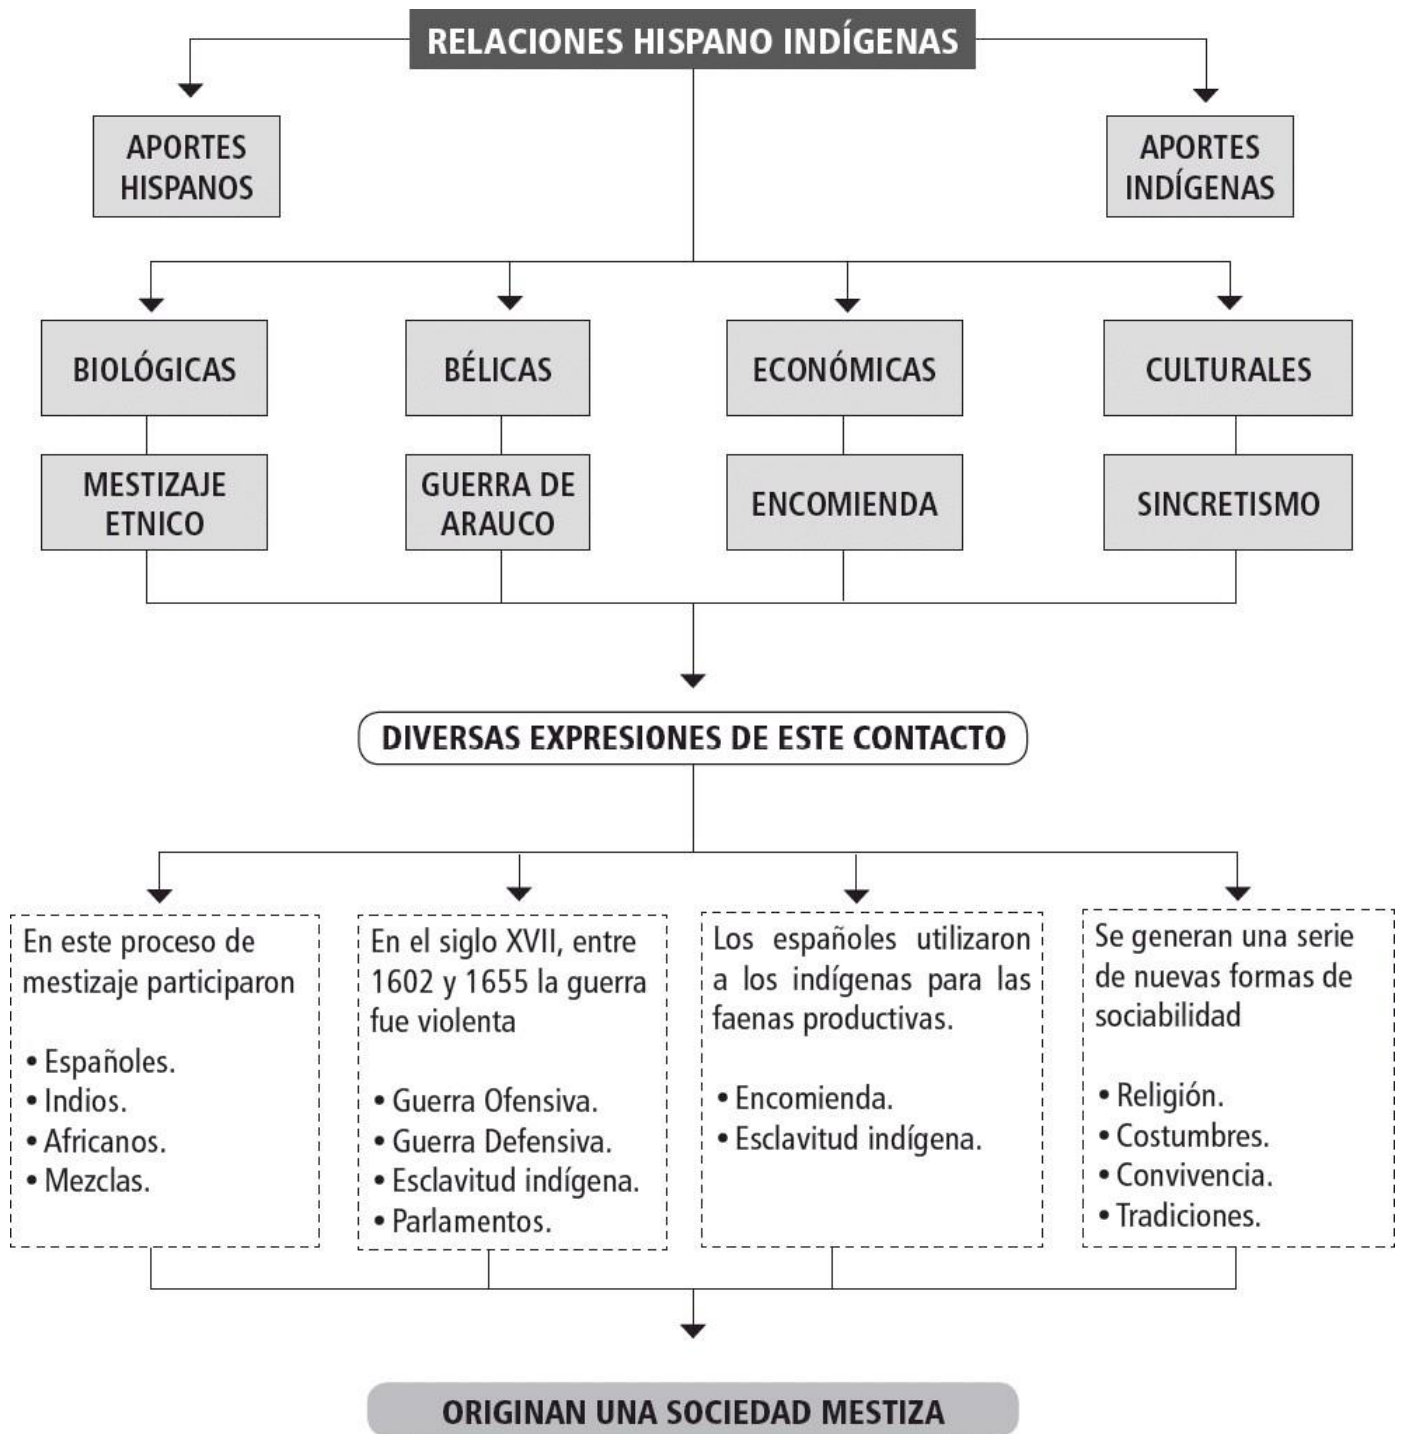 RELACIONES HISPANO INDÍGENAS
APORTES
HISPANOS
APORTES
INDÍGENAS
BIOLÓGICAS
BÉLICAS
ECONÓMICAS
CULTURALES
MESTIZAJE
ETNICO
GUERRA DE
ARAUCO
ENCOMIENDA
SINCRETISMO
DIVERSAS EXPRESIONES DE ESTE CONTACTO
En este proceso de
mestizaje participaron
• Españoles.
• Indios.
• Africanos.
• Mezclas.
En el siglo XVII, entre
1602 y 1655 la guerra
fue violenta
• Guerra Ofensiva.
• Guerra Defensiva.
• Esclavitud indígena.
• Parlamentos.
Los españoles utilizaron
a los indígenas para las
faenas productivas.
• Encomienda.
• Esclavitud indígena.
Se generan una serie
de nuevas formas de
sociabilidad
• Religión.
• Costumbres.
• Convivencia.
• Tradiciones.
ORIGINAN UNA SOCIEDAD MESTIZA